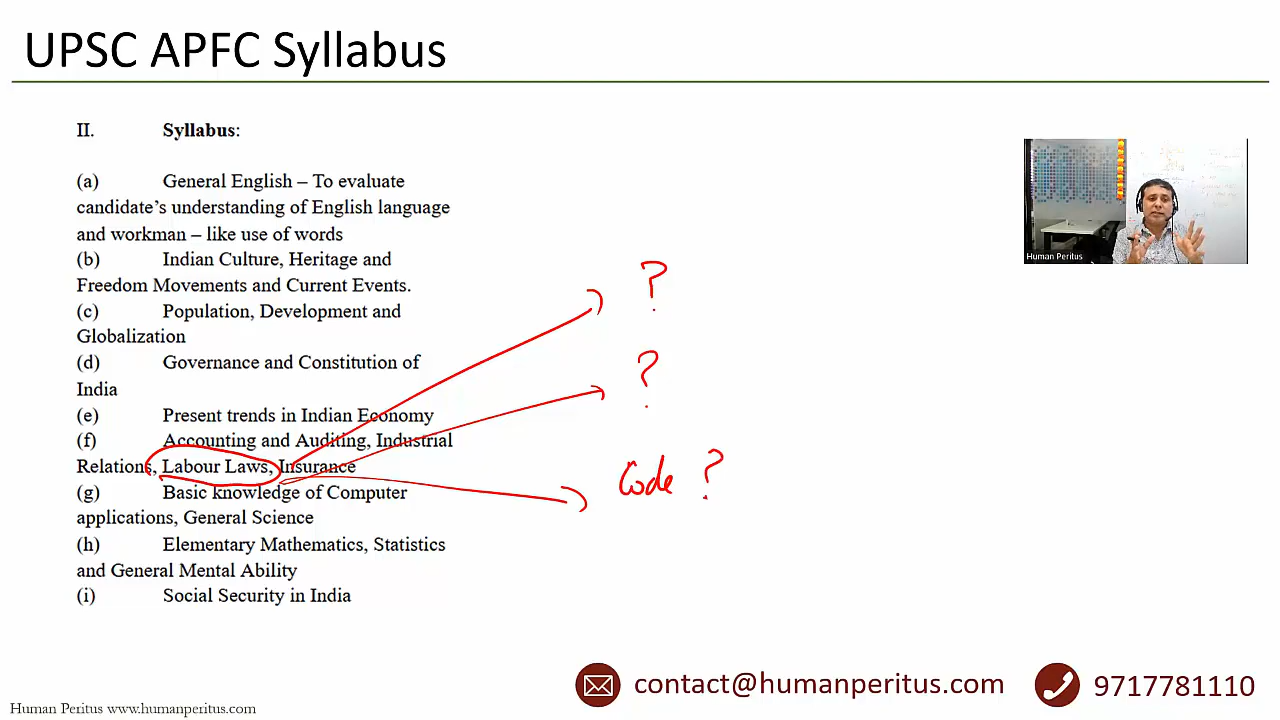 UPSC APFC Syllabus
II. Syllabus:
(a) General English – To evaluate
candidate's understanding of English language
and workman – like use of words
(b) Indian Culture, Heritage and
Freedom Movements and Current Events.
(c) Population, Development and
Globalization
(d) Governance and Constitution of
India
(e) Present trends in Indian Economy
(f) Accounting and Auditing, Industrial
Relations, Labour Laws, Insurance
(g) Basic knowledge of Computer
applications, General Science
(h) Elementary Mathematics, Statistics
and General Mental Ability
(i) Social Security in India
?
?
Code ?
Human Peritus
contact@humanperitus.com
9717781110
Human Peritus www.humanperitus.com